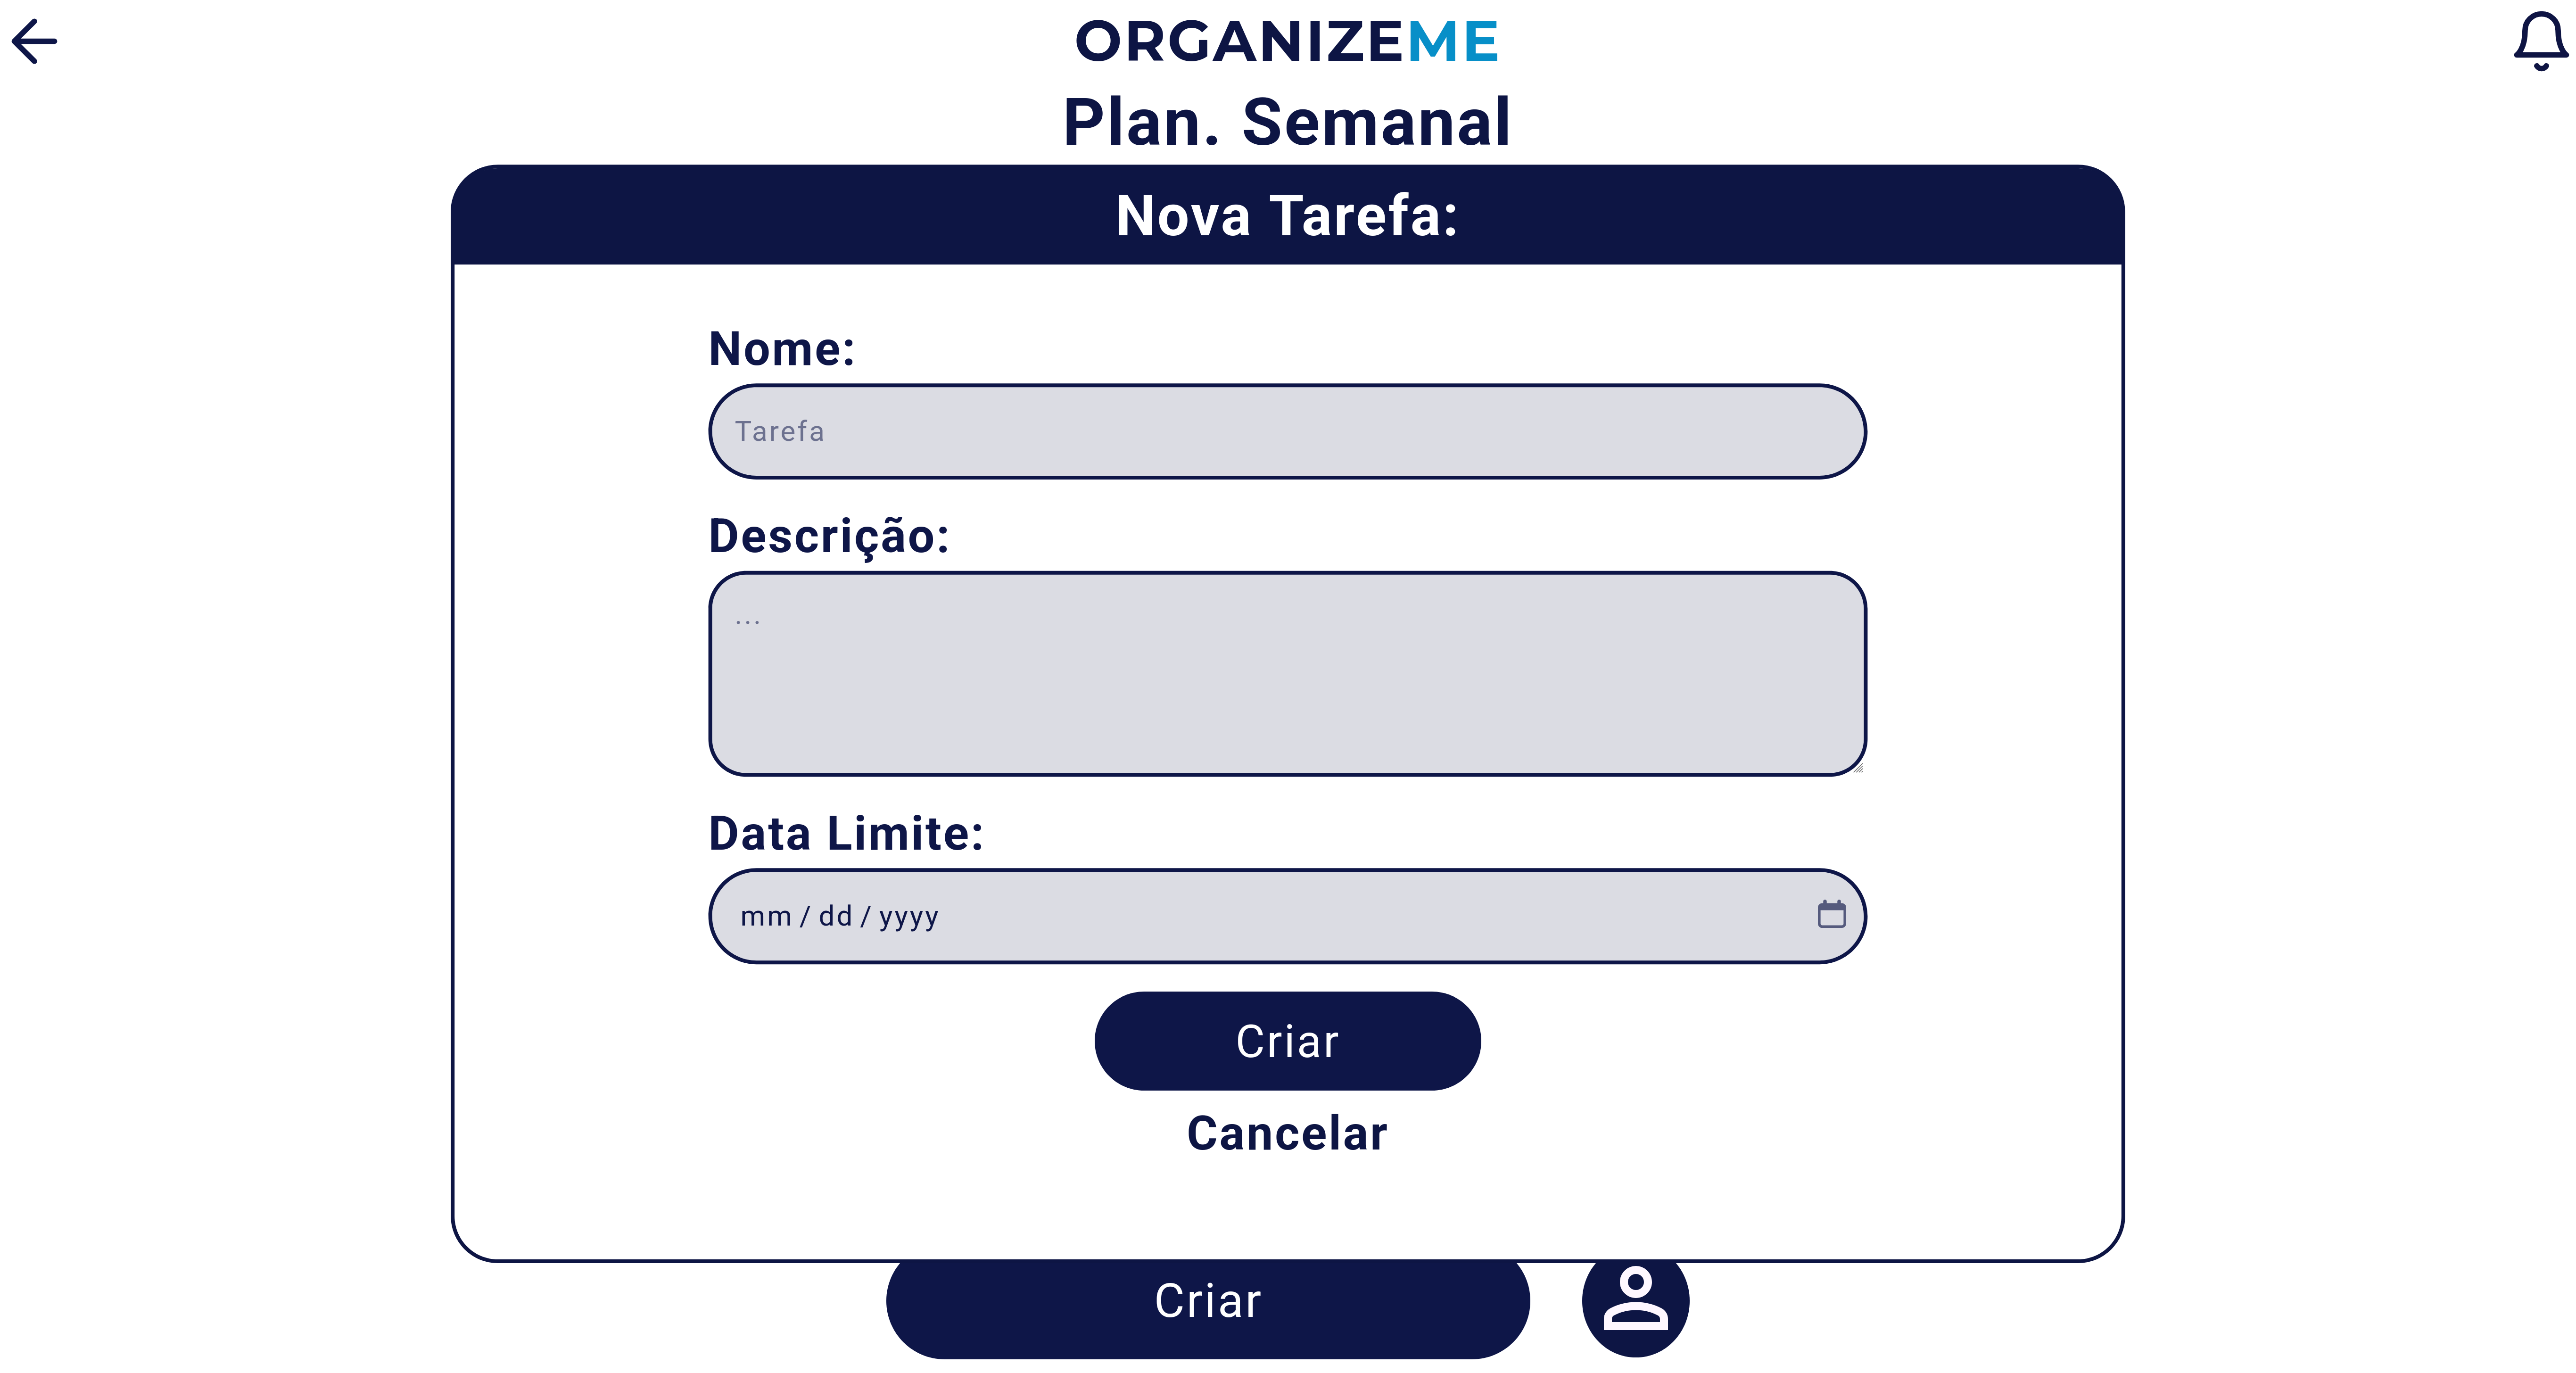 ORGANIZEME
Plan. Semanal
Nova Tarefa:
Nome:
Tarefa
Descrição:
...
Data Limite:
mm / dd / yyyy
Criar
Cancelar
Criar